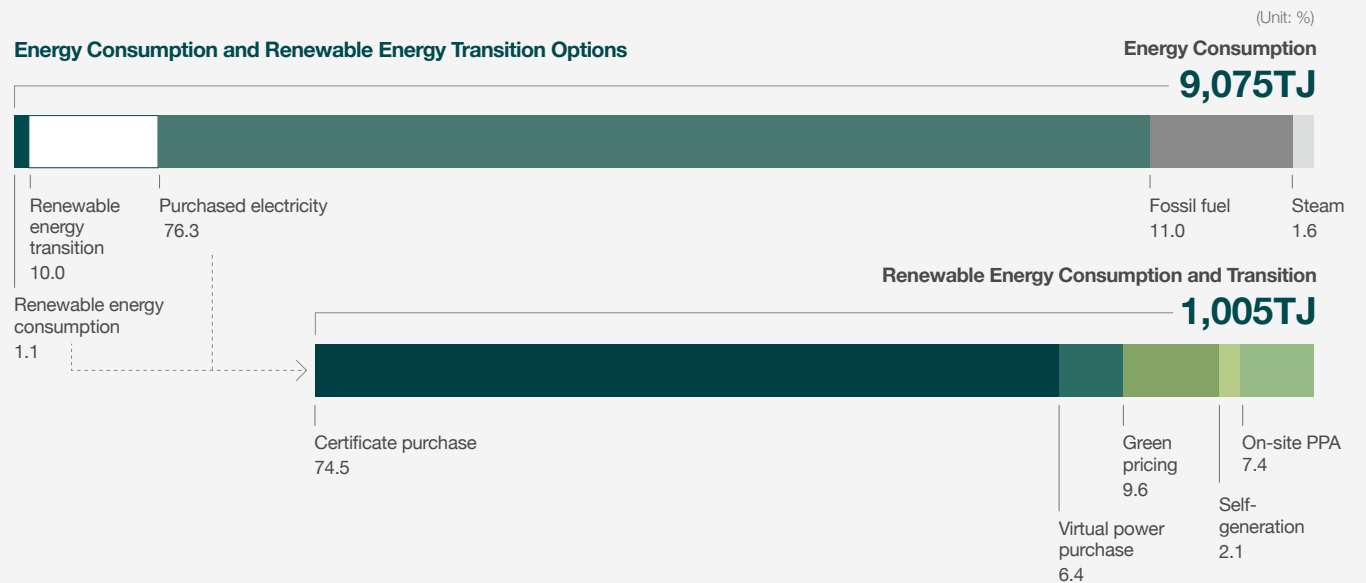 (Unit: %)
Energy Consumption and Renewable Energy Transition Options
Energy Consumption
9,075TJ
Renewable
energy
transition
10.0
Purchased electricity
76.3
Fossil fuel
11.0
Steam
1.6
Renewable energy
consumption
1.1
Renewable Energy Consumption and Transition
1,005TJ
Certificate purchase
74.5
Virtual power
purchase
6.4
Green
pricing
9.6
Self-
generation
2.1
On-site PPA
7.4